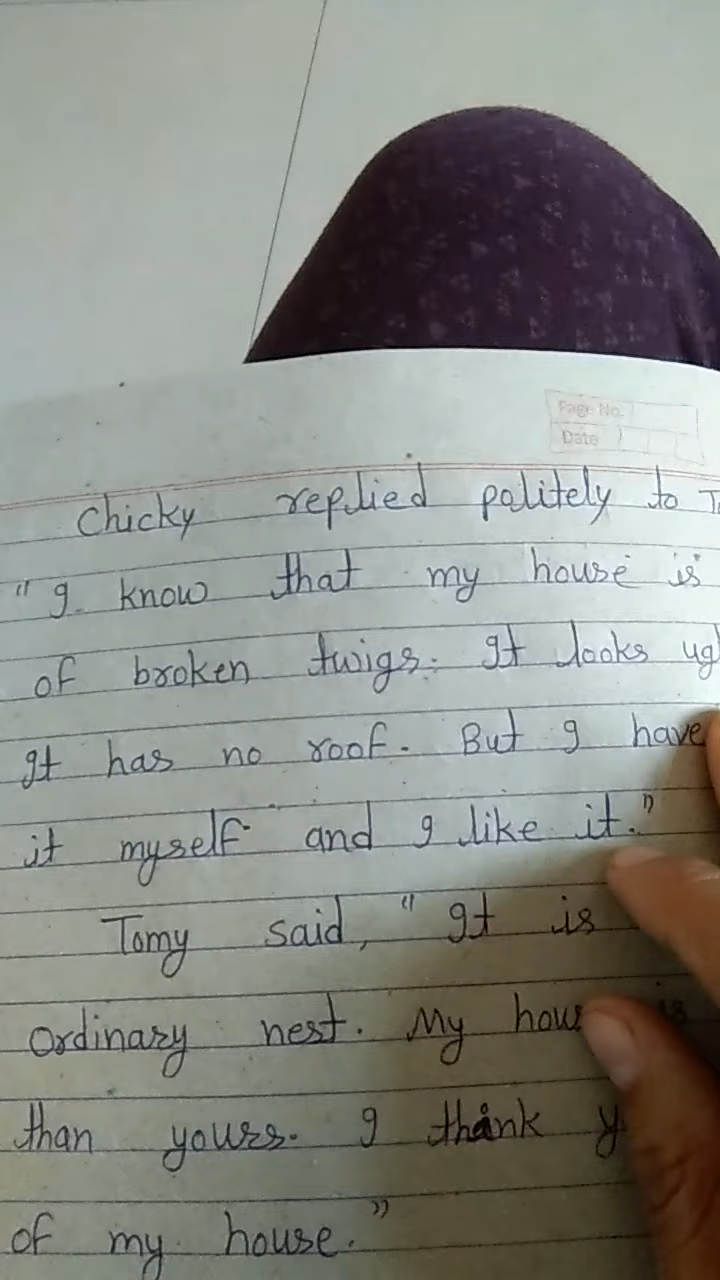 Page No.
Date
Chicky replied politely to
"I know that my house is
of broken twigs. It looks
It has no roof. But I have
it myself and I like it."
Tomy said, "It is
ordinary nest. My is
than yours. I think
of my house."